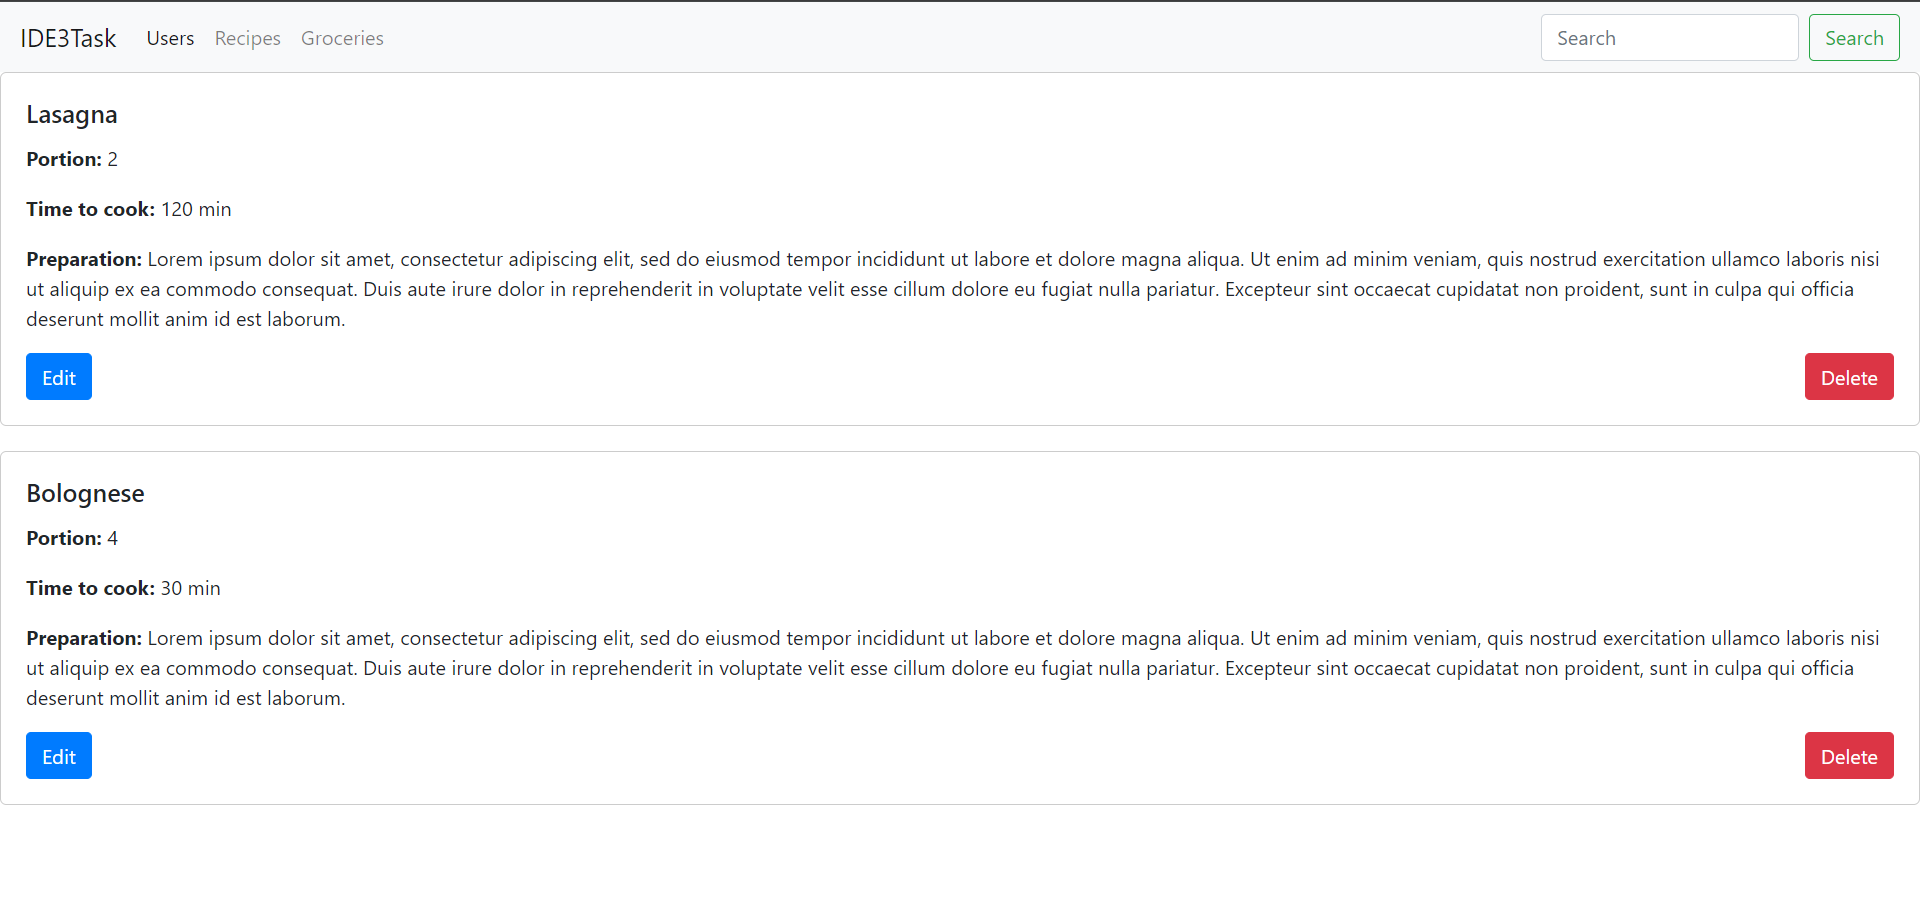 IDE3Task Users Recipes Groceries Search Search
Lasagna
Portion: 2
Time to cook: 120 min
Preparation: Lorem ipsum dolor sit amet, consectetur adipiscing elit, sed do eiusmod tempor incididunt ut labore et dolore magna aliqua. Ut enim ad minim veniam, quis nostrud exercitation ullamco laboris nisi
ut aliquip ex ea commodo consequat. Duis aute irure dolor in reprehenderit in voluptate velit esse cillum dolore eu fugiat nulla pariatur. Excepteur sint occaecat cupidatat non proident, sunt in culpa qui officia
deserunt mollit anim id est laborum.
Edit Delete
Bolognese
Portion: 4
Time to cook: 30 min
Preparation: Lorem ipsum dolor sit amet, consectetur adipiscing elit, sed do eiusmod tempor incididunt ut labore et dolore magna aliqua. Ut enim ad minim veniam, quis nostrud exercitation ullamco laboris nisi
ut aliquip ex ea commodo consequat. Duis aute irure dolor in reprehenderit in voluptate velit esse cillum dolore eu fugiat nulla pariatur. Excepteur sint occaecat cupidatat non proident, sunt in culpa qui officia
deserunt mollit anim id est laborum.
Edit Delete